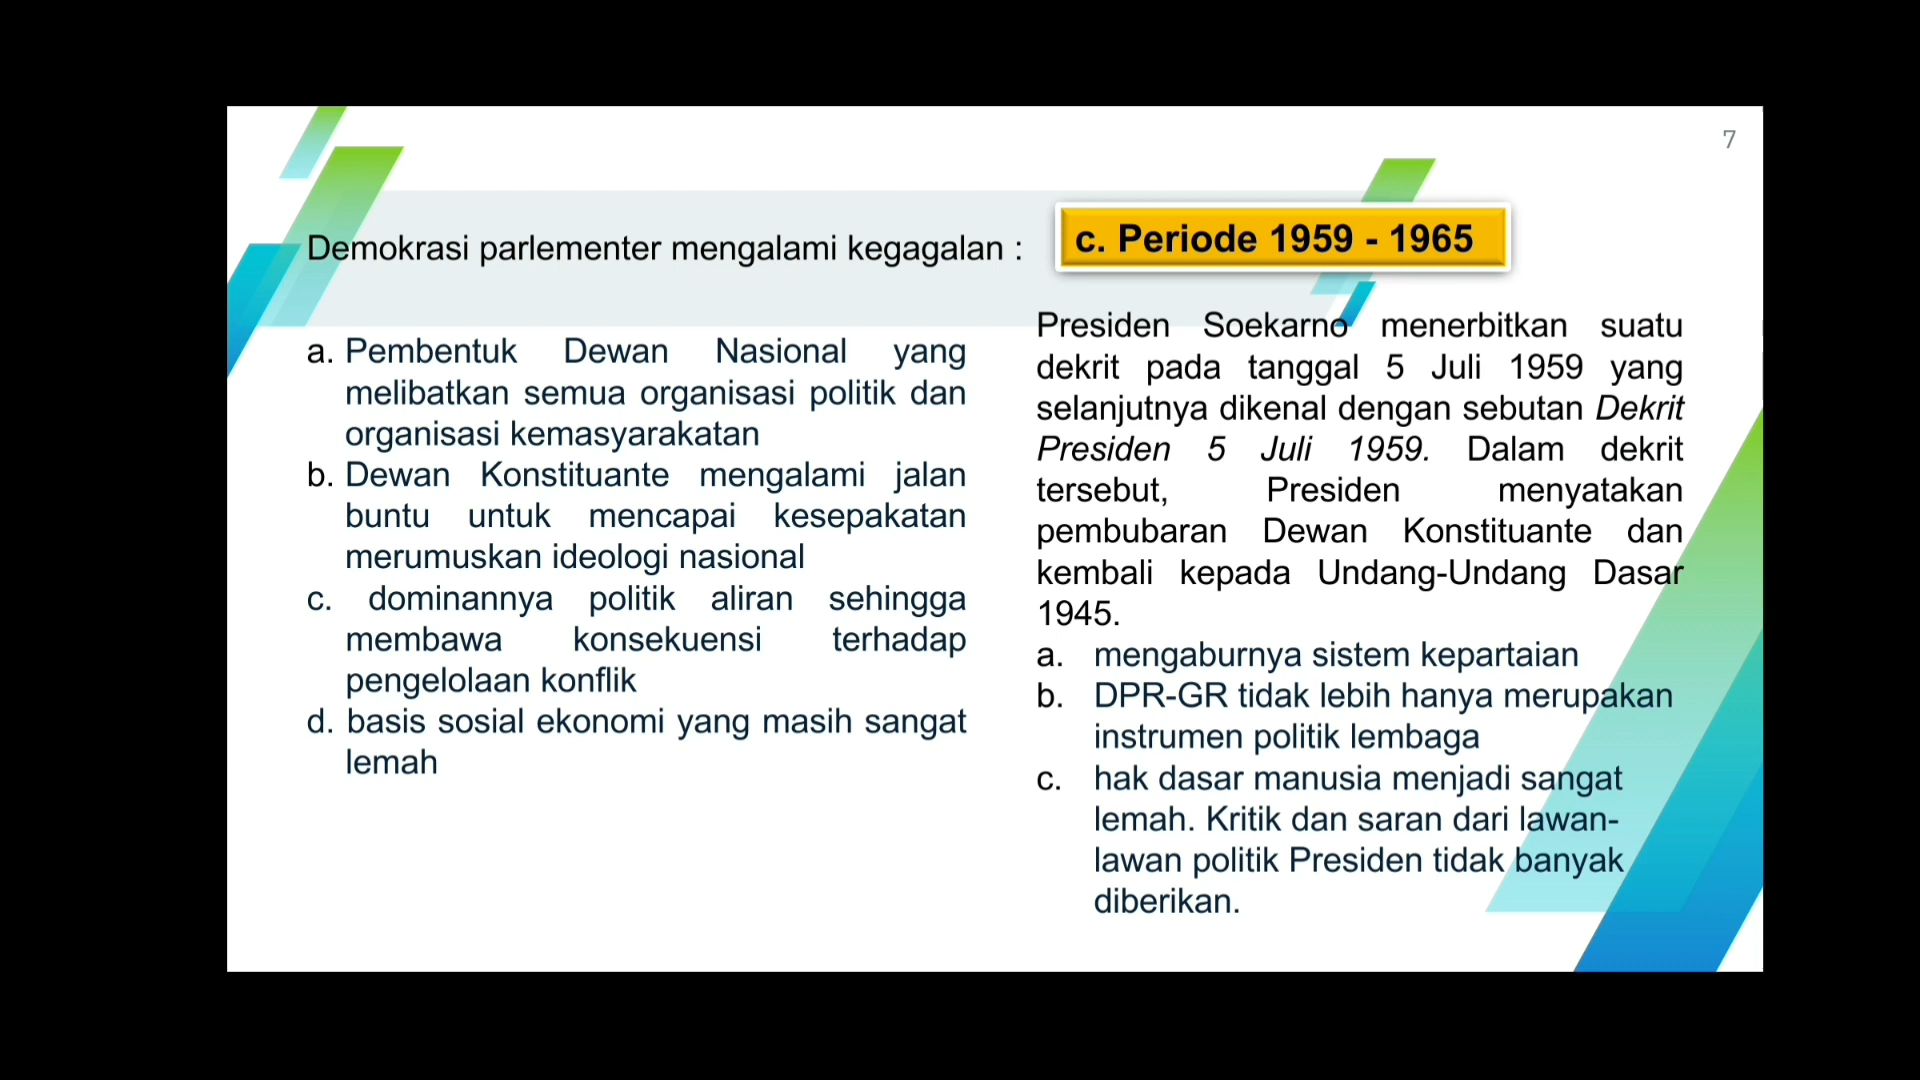 7
Demokrasi parlementer mengalami kegagalan :
a. Pembentuk Dewan Nasional yang
melibatkan semua organisasi politik dan
organisasi kemasyarakatan
b. Dewan Konstituante mengalami jalan
buntu untuk mencapai kesepakatan
merumuskan ideologi nasional
c. dominannya politik aliran sehingga
membawa konsekuensi terhadap
pengelolaan konflik
d. basis sosial ekonomi yang masih sangat
lemah
c. Periode 1959 - 1965
Presiden Soekarno menerbitkan suatu
dekrit pada tanggal 5 Juli 1959 yang
selanjutnya dikenal dengan sebutan Dekrit
Presiden 5 Juli 1959. Dalam dekrit
tersebut, Presiden menyatakan
pembubaran Dewan Konstituante dan
kembali kepada Undang-Undang Dasar
1945.
a. mengaburnya sistem kepartaian
b. DPR-GR tidak lebih hanya merupakan
instrumen politik lembaga
c. hak dasar manusia menjadi sangat
lemah. Kritik dan saran dari lawan-
lawan politik Presiden tidak banyak
diberikan.